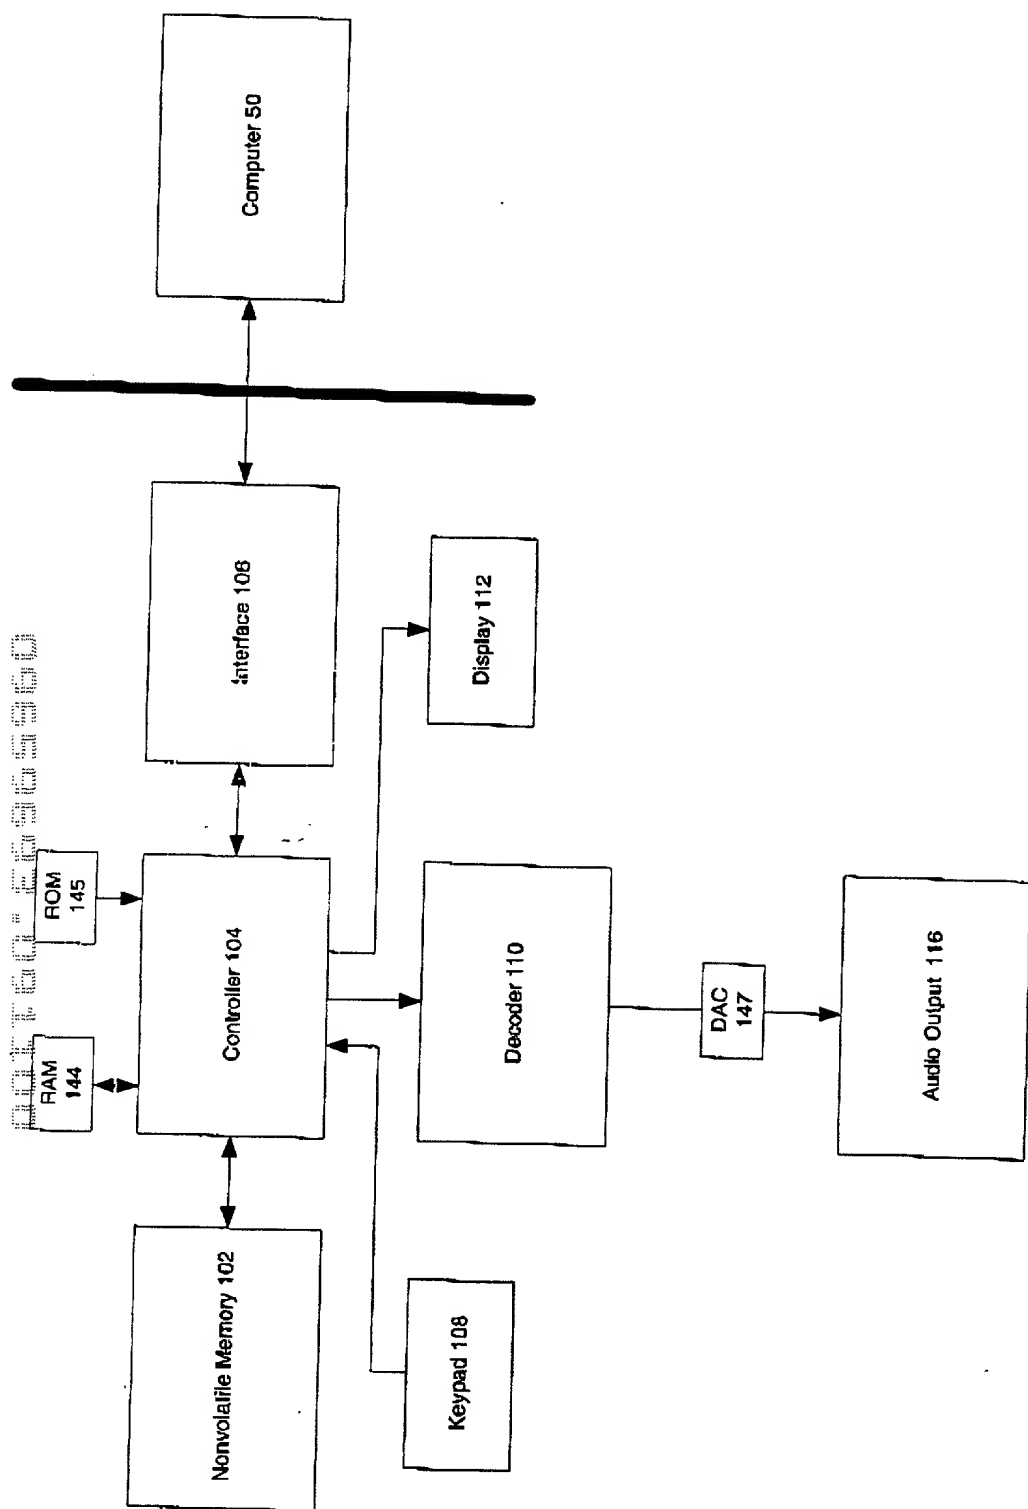 RAM
144
ROM
145
Nonvolatile Memory 102
Controller 104
Interface 106
Computer 50
Keypad 108
Decoder 110
Display 112
DAC
147
Audio Output 116